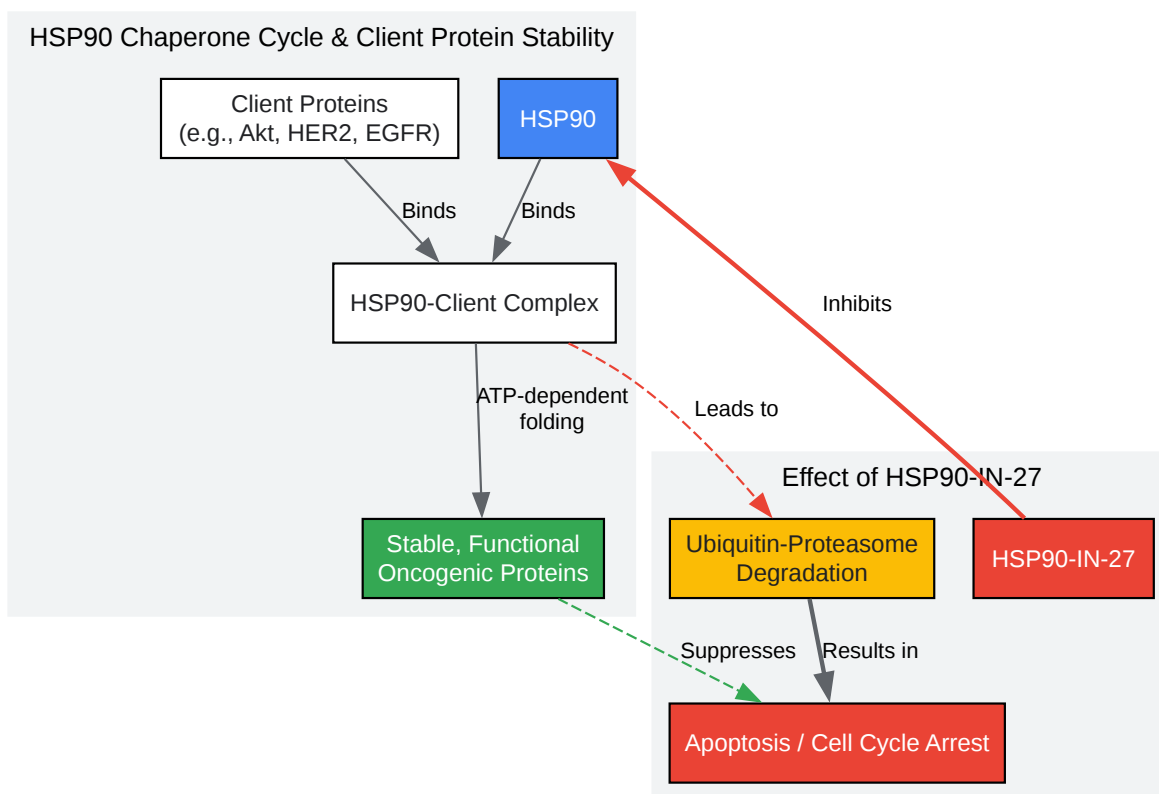 HSP90 Chaperone Cycle & Client Protein Stability
Client Proteins
(e.g., Akt, HER2, EGFR)
HSP90
Binds
Binds
HSP90-Client Complex
Inhibits
ATP-dependent
folding
Leads to
Effect of HSP90-IN-27
Stable, Functional
Oncogenic Proteins
Ubiquitin-Proteasome
Degradation
HSP90-IN-27
Suppresses
Results in
Apoptosis / Cell Cycle Arrest